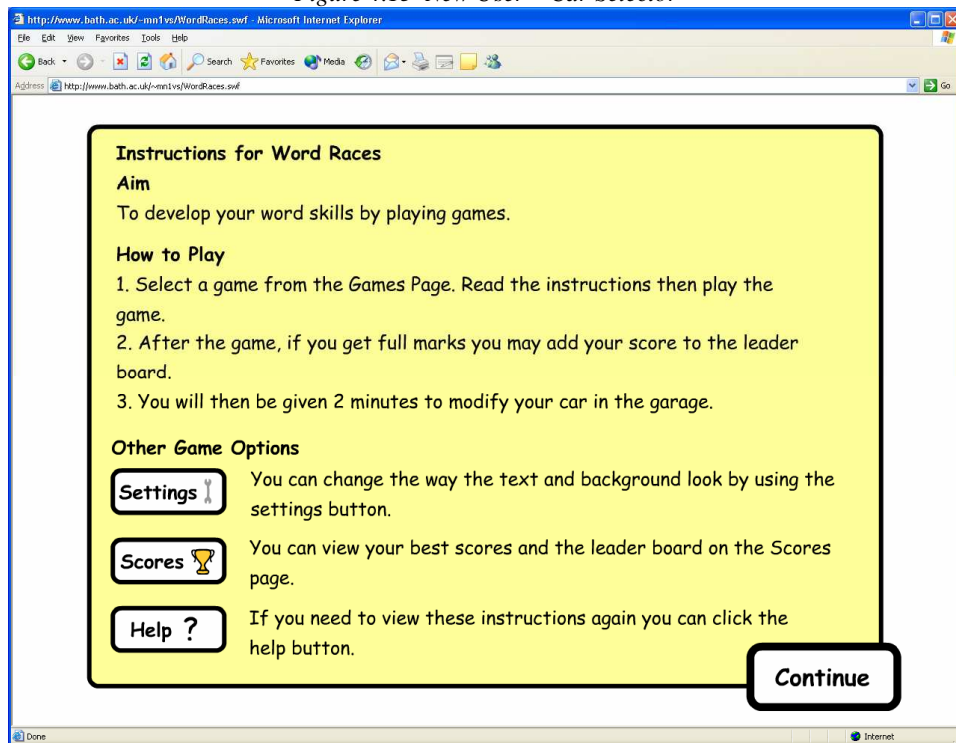 http://www.bath.ac.uk/~mn1vs/WordRaces.swf - Microsoft Internet Explorer
File Edit View Favorites Tools Help
Back Search Favorites Media
Address http://www.bath.ac.uk/~mn1vs/WordRaces.swf Go
Instructions for Word Races
Aim
To develop your word skills by playing games.
How to Play
1. Select a game from the Games Page. Read the instructions then play the
game.
2. After the game, if you get full marks you may add your score to the leader
board.
3. You will then be given 2 minutes to modify your car in the garage.
Other Game Options
Settings
You can change the way the text and background look by using the
settings button.
Scores
You can view your best scores and the leader board on the Scores
page.
Help ?
If you need to view these instructions again you can click the
help button.
Continue
Done Internet